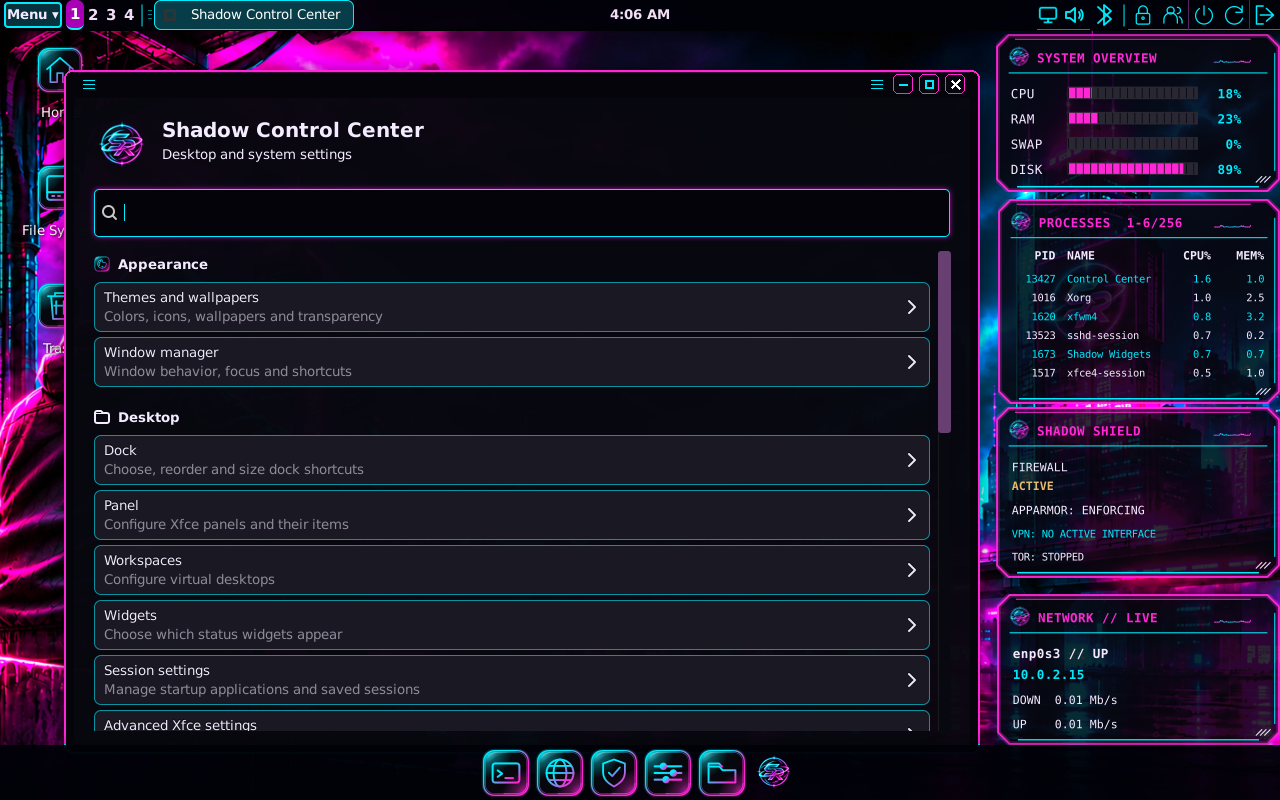 Menu ▾ 1 2 3 4 Shadow Control Center 4:06 AM
Shadow Control Center
Desktop and system settings
Appearance
Themes and wallpapers
Colors, icons, wallpapers and transparency
Window manager
Window behavior, focus and shortcuts
Desktop
Dock
Choose, reorder and size dock shortcuts
Panel
Configure Xfce panels and their items
Workspaces
Configure virtual desktops
Widgets
Choose which status widgets appear
Session settings
Manage startup applications and saved sessions
Advanced Xfce settings
SYSTEM OVERVIEW
CPU 18%
RAM 23%
SWAP 0%
DISK 89%
PROCESSES 1-6/256
PID NAME CPU% MEM%
13427 Control Center 1.6 1.0
1016 Xorg 1.0 2.5
1620 xfwm4 0.8 3.2
13523 sshd-session 0.7 0.2
1673 Shadow Widgets 0.7 0.7
1517 xfce4-session 0.5 1.0
SHADOW SHIELD
FIREWALL
ACTIVE
APPARMOR: ENFORCING
VPN: NO ACTIVE INTERFACE
TOR: STOPPED
NETWORK // LIVE
enp0s3 // UP
10.0.2.15
DOWN 0.01 Mb/s
UP 0.01 Mb/s